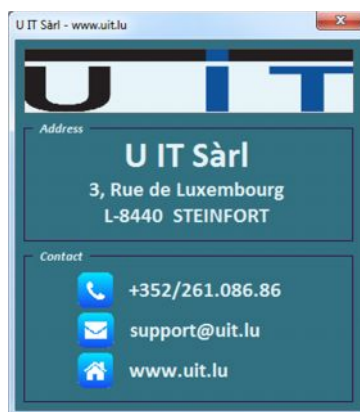 U IT Sàrl - www.uit.lu
U IT
Address
U IT Sàrl
3, Rue de Luxembourg
L-8440 STEINFORT
Contact
+352/261.086.86
support@uit.lu
www.uit.lu